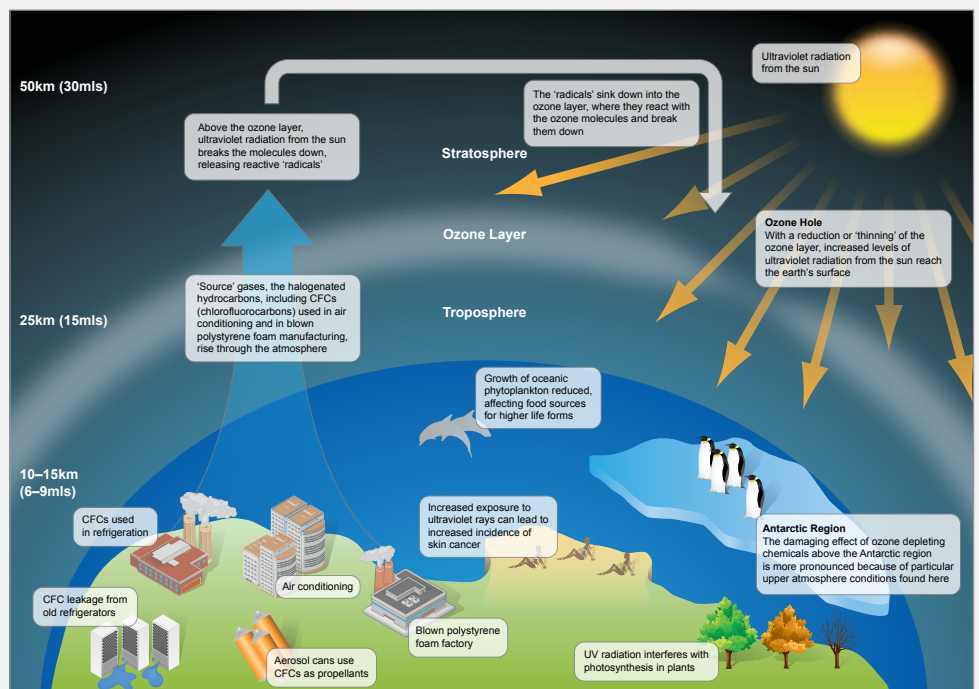 Ultraviolet radiation
from the sun
50km (30mls)
The ‘radicals’ sink down into the
ozone layer, where they react with
the ozone molecules and break
them down
Above the ozone layer,
ultraviolet radiation from the sun
breaks the molecules down,
releasing reactive ‘radicals’
Stratosphere
Ozone Layer
Ozone Hole
With a reduction or ‘thinning’ of the
ozone layer, increased levels of
ultraviolet radiation from the sun reach
the earth’s surface
‘Source’ gases, the halogenated
hydrocarbons, including CFCs
(chlorofluorocarbons) used in air
conditioning and in blown
polystyrene foam manufacturing,
rise through the atmosphere
25km (15mls)
Troposphere
Growth of oceanic
phytoplankton reduced,
affecting food sources
for higher life forms
10–15km
(6–9mls)
CFCs used
in refrigeration
Increased exposure to
ultraviolet rays can lead to
increased incidence of
skin cancer
Antarctic Region
The damaging effect of ozone depleting
chemicals above the Antarctic region
is more pronounced because of particular
upper atmosphere conditions found here
Air conditioning
CFC leakage from
old refrigerators
Blown polystyrene
foam factory
Aerosol cans use
CFCs as propellants
UV radiation interferes with
photosynthesis in plants